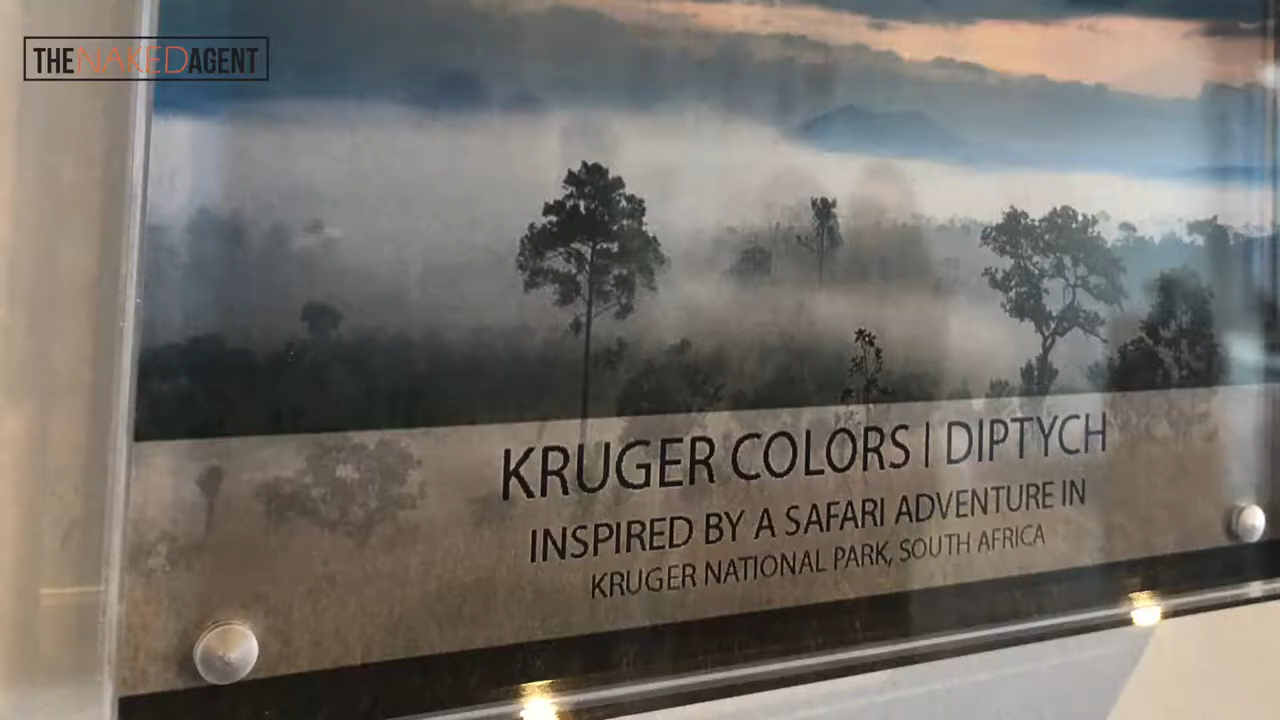 THE NAKED AGENT
KRUGER COLORS | DIPTYCH
INSPIRED BY A SAFARI ADVENTURE IN
KRUGER NATIONAL PARK, SOUTH AFRICA